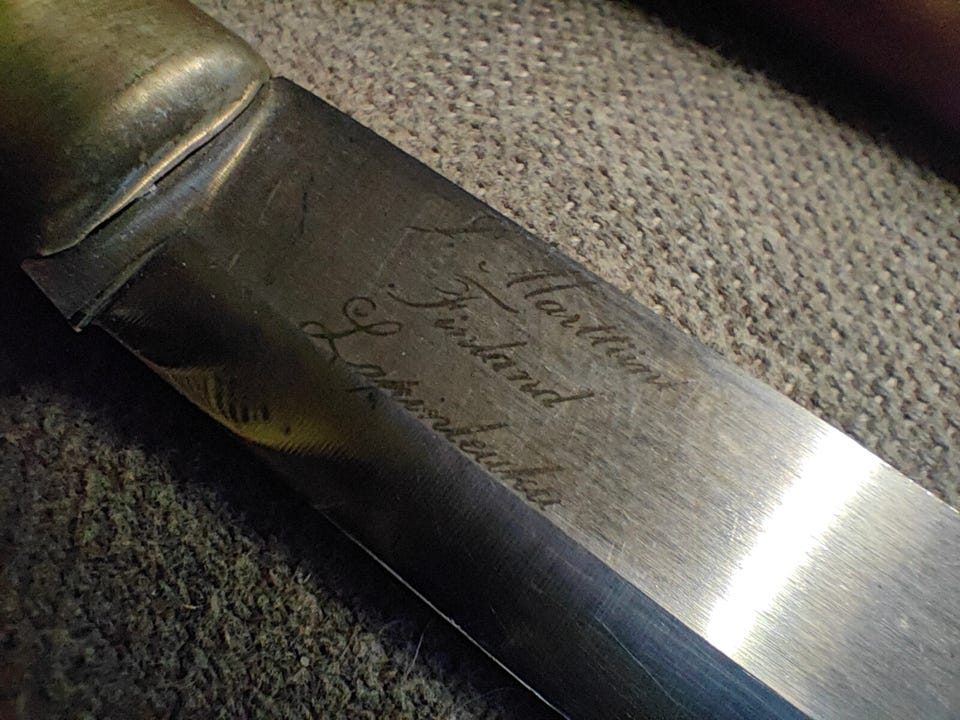 J. Marttiini
Finland
Lapinleuku